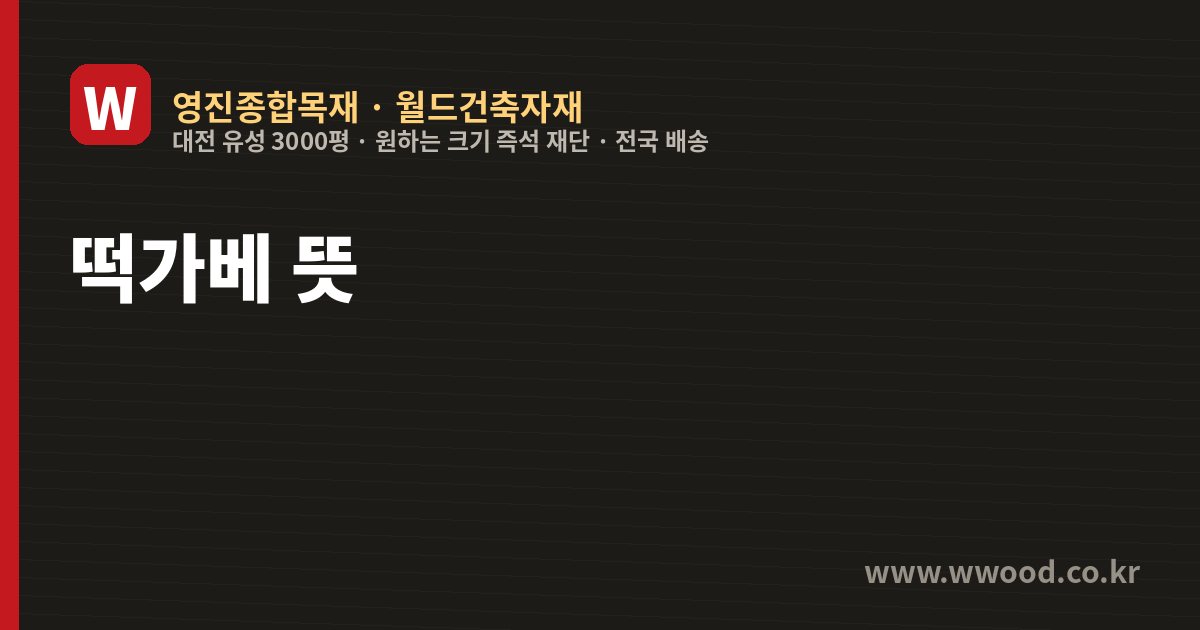 W
영진종합목재 · 월드건축자재
대전 유성 3000평 · 원하는 크기 즉석 재단 · 전국 배송
떡가베 뜻
www.wwood.co.kr